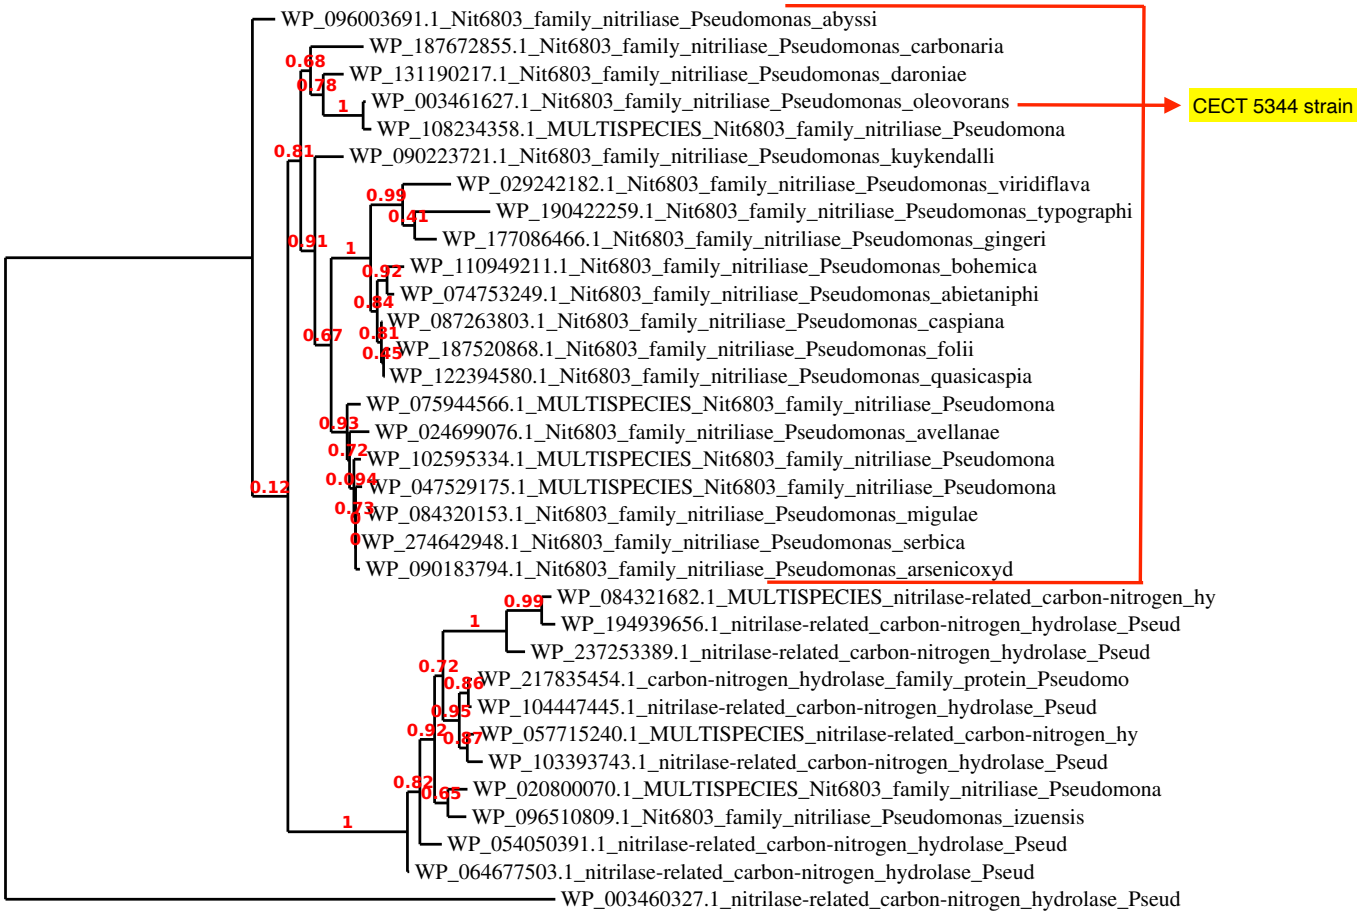 WP_096003691.1_Nit6803_family_nitriliase_Pseudomonas_abyssi
WP_187672855.1_Nit6803_family_nitriliase_Pseudomonas_carbonaria
0.68
WP_131190217.1_Nit6803_family_nitriliase_Pseudomonas_daroniae
0.78
WP_003461627.1_Nit6803_family_nitriliase_Pseudomonas_oleovorans
CECT 5344 strain
1
WP_108234358.1_MULTISPECIES_Nit6803_family_nitriliase_Pseudomona
0.81
WP_090223721.1_Nit6803_family_nitriliase_Pseudomonas_kuykendalli
WP_029242182.1_Nit6803_family_nitriliase_Pseudomonas_viridiflava
0.99
WP_190422259.1_Nit6803_family_nitriliase_Pseudomonas_typographi
0.41
WP_177086466.1_Nit6803_family_nitriliase_Pseudomonas_gingeri
0.91
1
WP_110949211.1_Nit6803_family_nitriliase_Pseudomonas_bohemica
0.92
WP_074753249.1_Nit6803_family_nitriliase_Pseudomonas_abietaniphi
0.84
WP_087263803.1_Nit6803_family_nitriliase_Pseudomonas_caspiana
0.67
0.81
WP_187520868.1_Nit6803_family_nitriliase_Pseudomonas_folii
0.45
WP_122394580.1_Nit6803_family_nitriliase_Pseudomonas_quasicaspia
WP_075944566.1_MULTISPECIES_Nit6803_family_nitriliase_Pseudomona
0.93
WP_024699076.1_Nit6803_family_nitriliase_Pseudomonas_avellanae
0.72
WP_102595334.1_MULTISPECIES_Nit6803_family_nitriliase_Pseudomona
0.094
0.12
WP_047529175.1_MULTISPECIES_Nit6803_family_nitriliase_Pseudomona
0.73
WP_084320153.1_Nit6803_family_nitriliase_Pseudomonas_migulae
0
WP_274642948.1_Nit6803_family_nitriliase_Pseudomonas_serbica
0
WP_090183794.1_Nit6803_family_nitriliase_Pseudomonas_arsenicoxyd
WP_084321682.1_MULTISPECIES_nitrilase-related_carbon-nitrogen_hy
0.99
WP_194939656.1_nitrilase-related_carbon-nitrogen_hydrolase_Pseud
1
WP_237253389.1_nitrilase-related_carbon-nitrogen_hydrolase_Pseud
0.72
WP_217835454.1_carbon-nitrogen_hydrolase_family_protein_Pseudomo
0.86
WP_104447445.1_nitrilase-related_carbon-nitrogen_hydrolase_Pseud
0.95
WP_057715240.1_MULTISPECIES_nitrilase-related_carbon-nitrogen_hy
0.92
0.87
WP_103393743.1_nitrilase-related_carbon-nitrogen_hydrolase_Pseud
0.82
WP_020800070.1_MULTISPECIES_Nit6803_family_nitriliase_Pseudomona
0.65
WP_096510809.1_Nit6803_family_nitriliase_Pseudomonas_izuensis
1
WP_054050391.1_nitrilase-related_carbon-nitrogen_hydrolase_Pseud
WP_064677503.1_nitrilase-related_carbon-nitrogen_hydrolase_Pseud
WP_003460327.1_nitrilase-related_carbon-nitrogen_hydrolase_Pseud